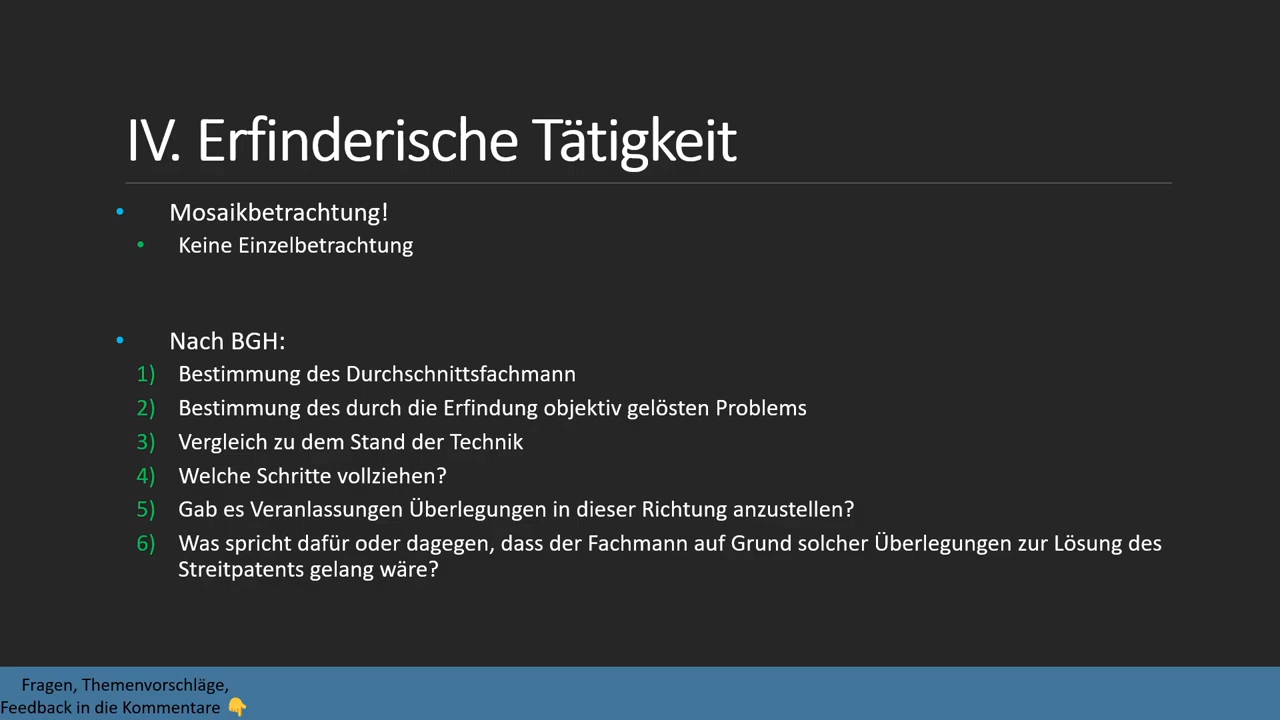 IV. Erfinderische Tätigkeit
• Mosaikbetrachtung!
• Keine Einzelbetrachtung
• Nach BGH:
1) Bestimmung des Durchschnittsfachmann
2) Bestimmung des durch die Erfindung objektiv gelösten Problems
3) Vergleich zu dem Stand der Technik
4) Welche Schritte vollziehen?
5) Gab es Veranlassungen Überlegungen in dieser Richtung anzustellen?
6) Was spricht dafür oder dagegen, dass der Fachmann auf Grund solcher Überlegungen zur Lösung des
Streitpatents gelang wäre?
Fragen, Themenvorschläge,
Feedback in die Kommentare 👇